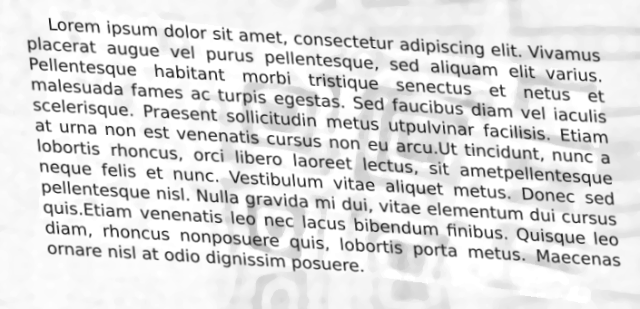 Lorem ipsum dolor sit amet, consectetur adipiscing elit. Vivamus
placerat augue vel purus pellentesque, sed aliquam elit varius.
Pellentesque habitant morbi tristique senectus et netus et
malesuada fames ac turpis egestas. Sed faucibus diam vel iaculis
scelerisque. Praesent sollicitudin metus utpulvinar facilisis. Etiam
at urna non est venenatis cursus non eu arcu.Ut tincidunt, nunc a
lobortis rhoncus, orci libero laoreet lectus, sit ametpellentesque
neque felis et nunc. Vestibulum vitae aliquet metus. Donec sed
pellentesque nisl. Nulla gravida mi dui, vitae elementum dui cursus
quis.Etiam venenatis leo nec lacus bibendum finibus. Quisque leo
diam, rhoncus nonposuere quis, lobortis porta metus. Maecenas
ornare nisl at odio dignissim posuere.